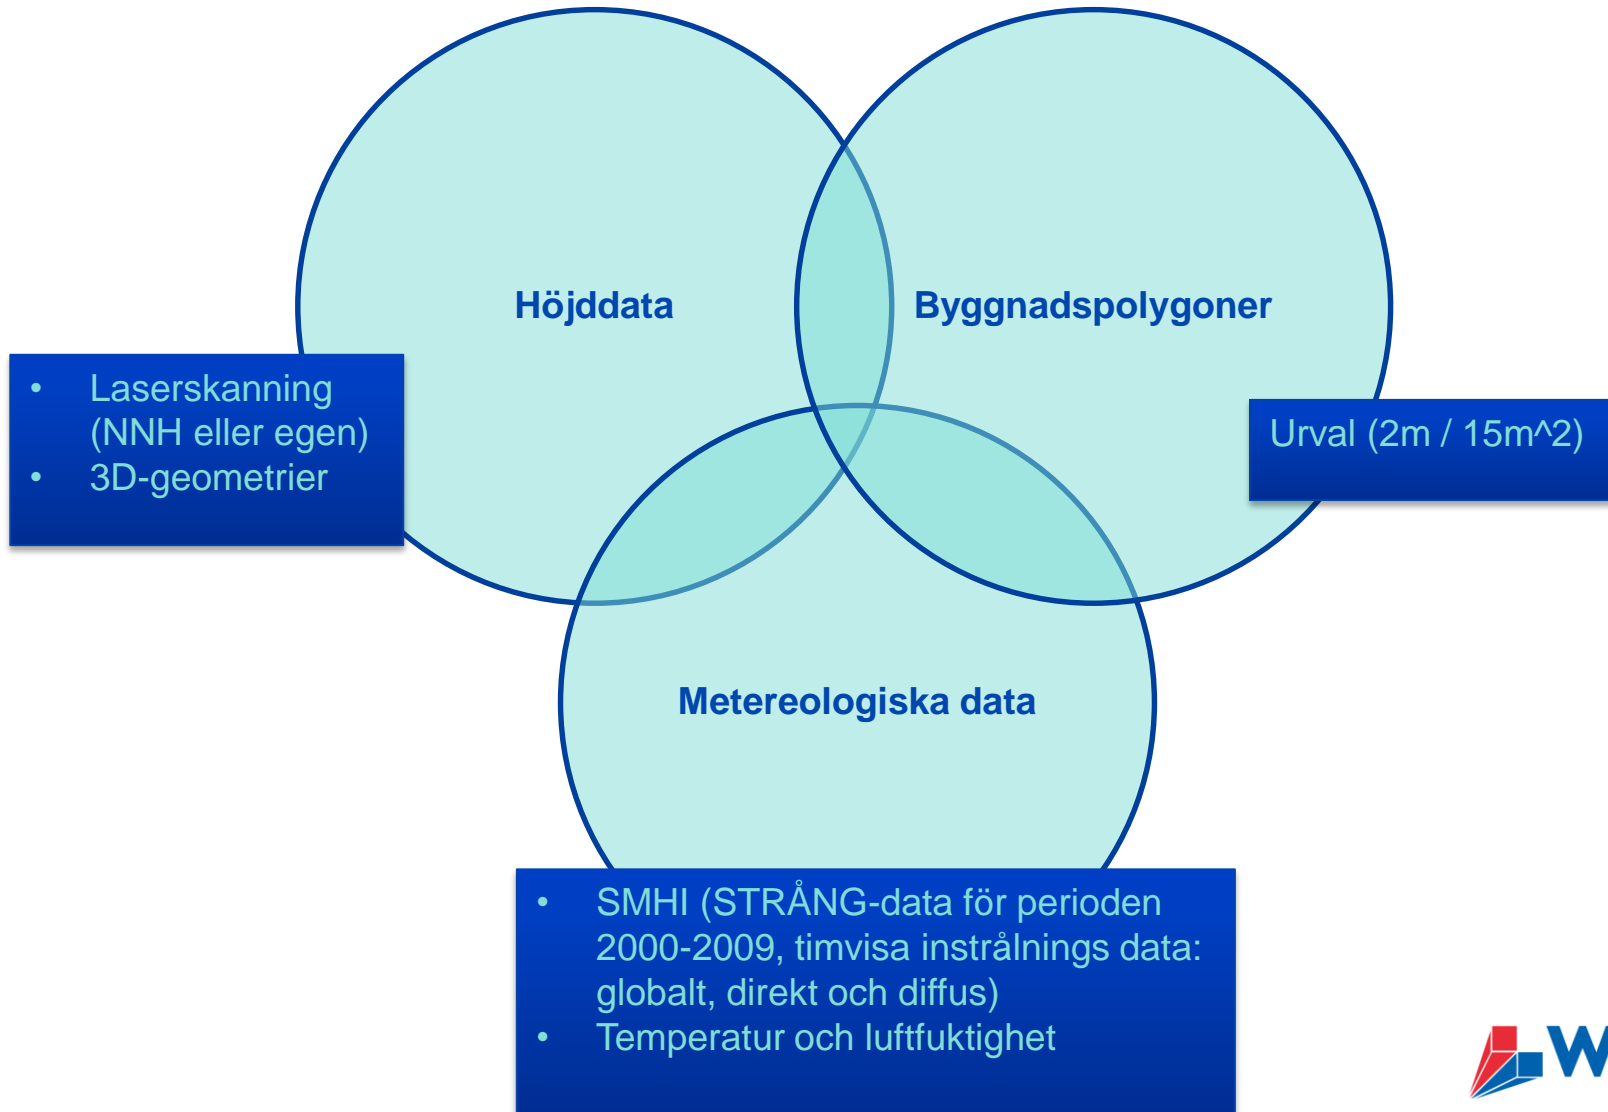 Höjddata
Byggnadspolygoner
• Laserskanning
(NNH eller egen)
• 3D-geometrier
Urval (2m / 15m^2)
Metereologiska data
• SMHI (STRÅNG-data för perioden
2000-2009, timvisa instrålnings data:
globalt, direkt och diffus)
• Temperatur och luftfuktighet
W